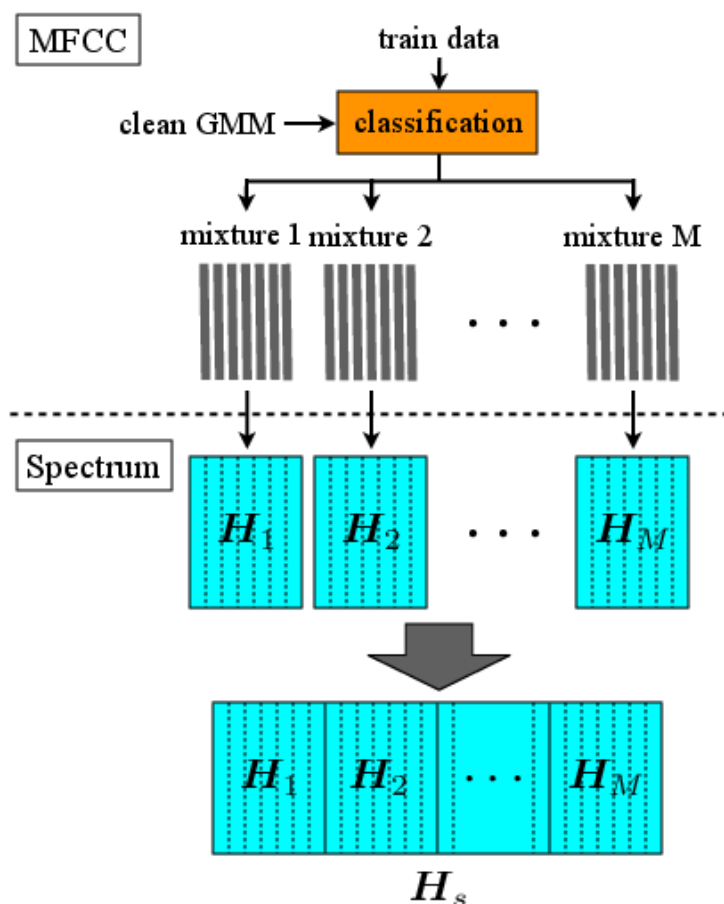 MFCC
train data
clean GMM
classification
mixture 1 mixture 2 . . . mixture M
Spectrum
H1 H2 . . . HM
H1 H2 . . . HM
Hs